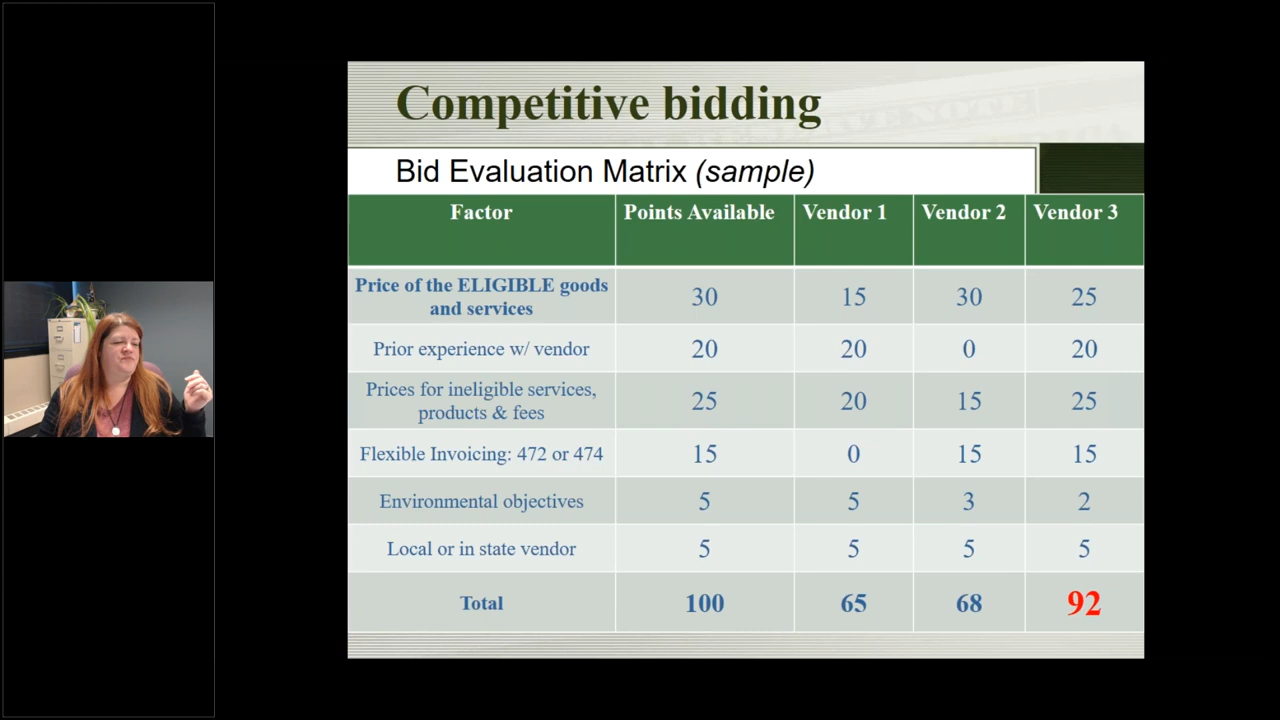 Competitive bidding
Bid Evaluation Matrix (sample)
Factor Points Available Vendor 1 Vendor 2 Vendor 3
Price of the ELIGIBLE goods
and services 30 15 30 25
Prior experience w/ vendor 20 20 0 20
Prices for ineligible services,
products & fees 25 20 15 25
Flexible Invoicing: 472 or 474 15 0 15 15
Environmental objectives 5 5 3 2
Local or in state vendor 5 5 5 5
Total 100 65 68 92